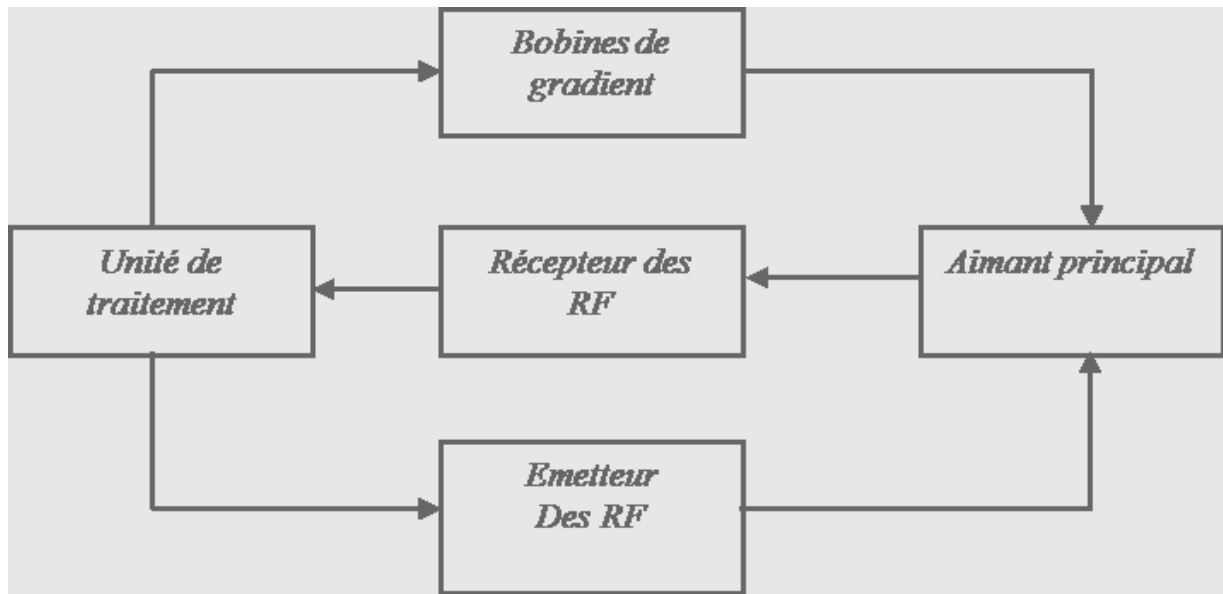 Bobines de
gradient
Unité de
traitement
Récepteur des
RF
Aimant principal
Emetteur
Des RF